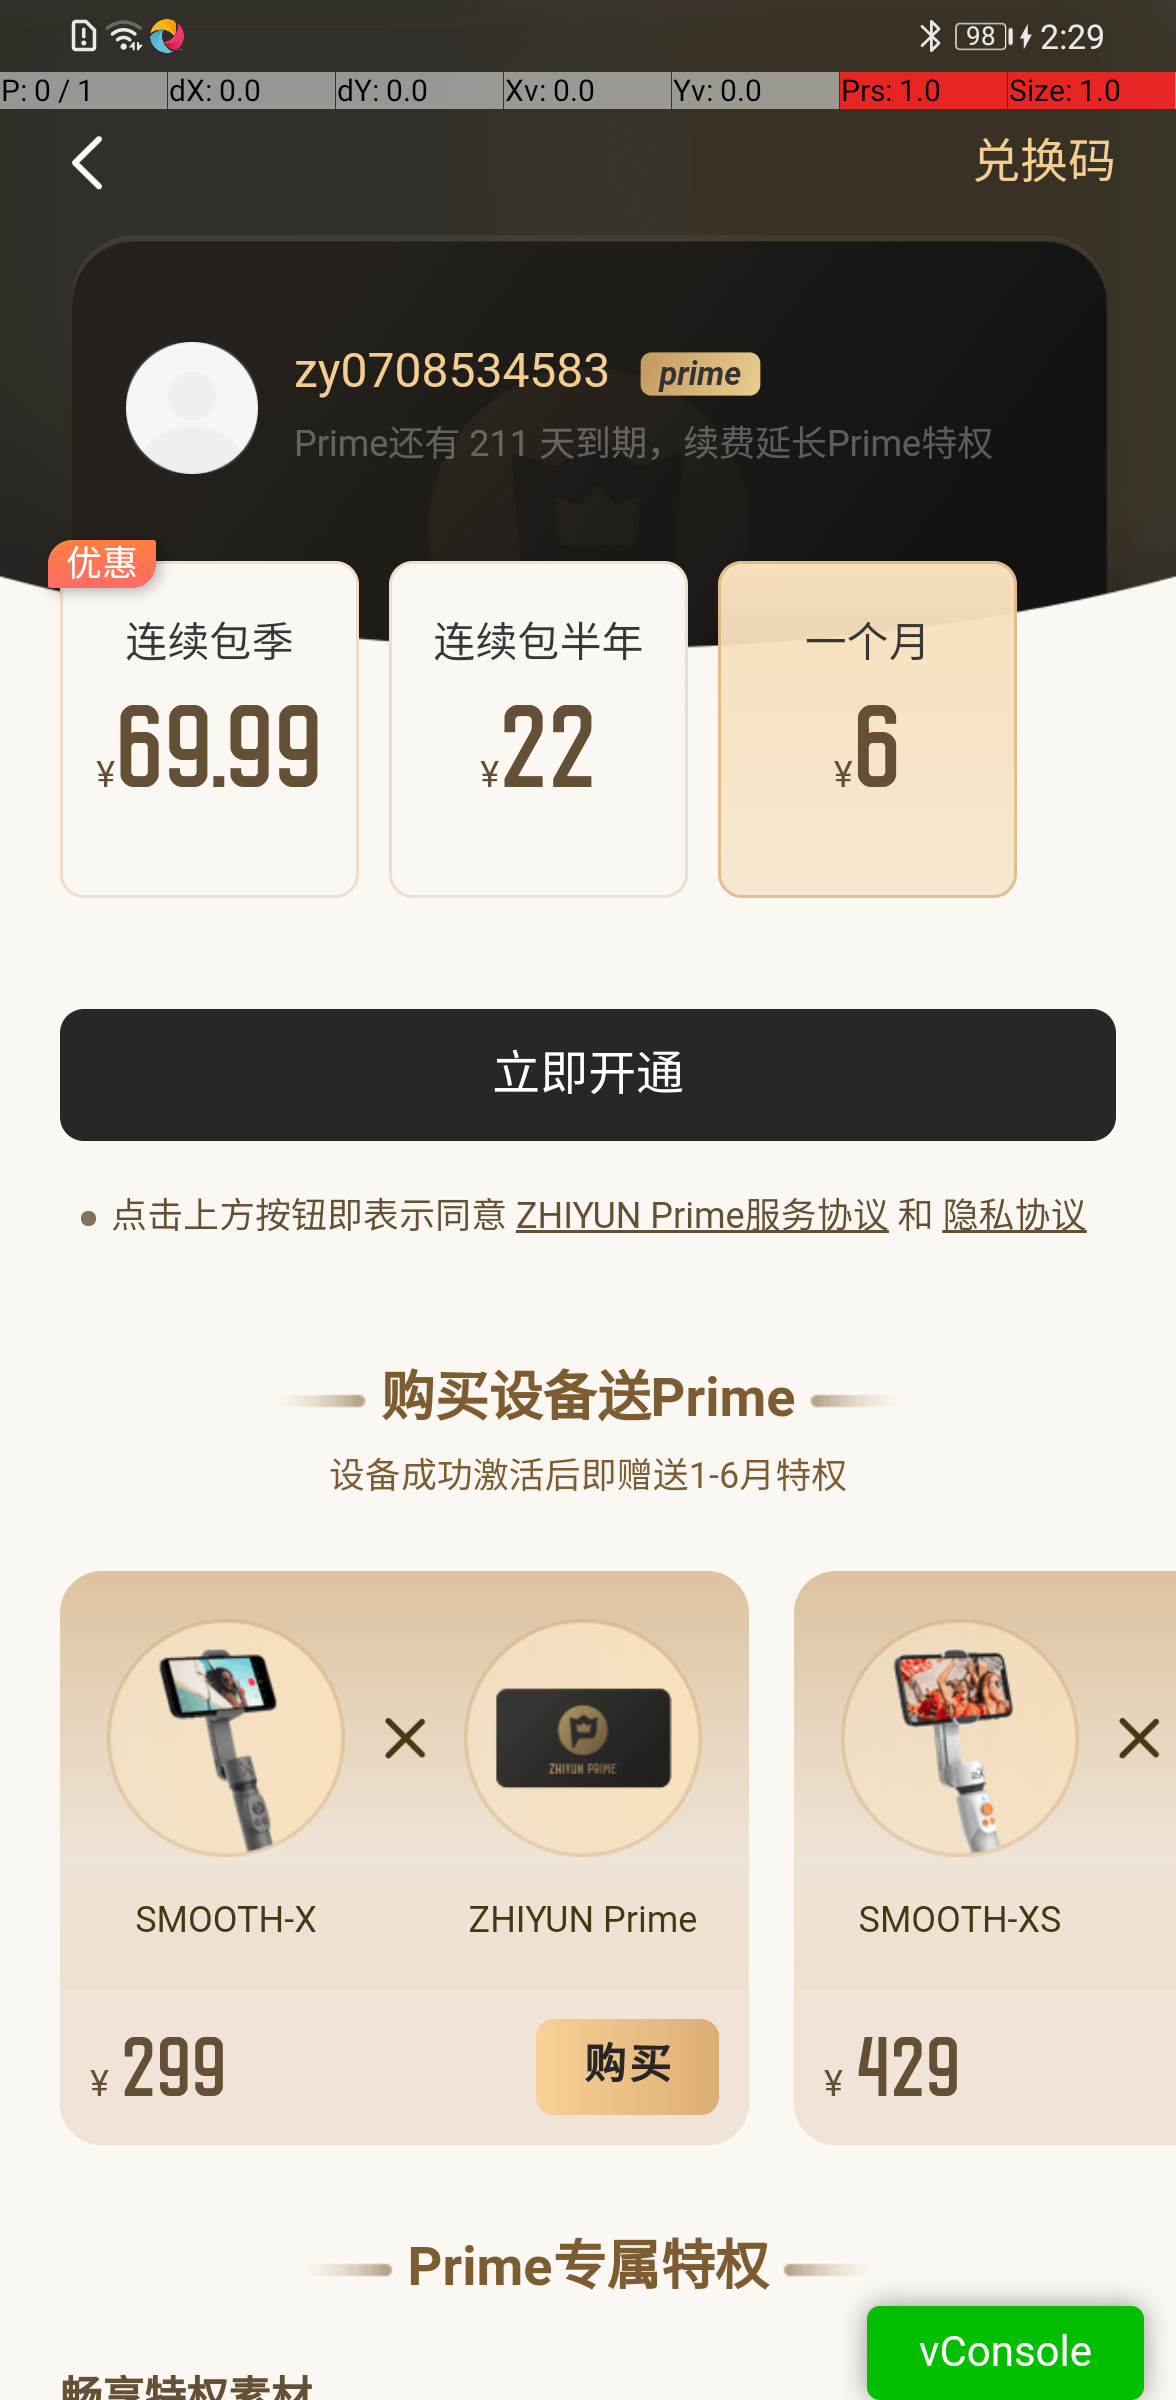 98 2:29
P: 0 / 1 dX: 0.0 dY: 0.0 Xv: 0.0 Yv: 0.0 Prs: 1.0 Size: 1.0
兑换码
zy0708534583 prime
Prime还有 211 天到期，续费延长Prime特权
优惠
连续包季
¥69.99
连续包半年
¥22
一个月
¥6
立即开通
点击上方按钮即表示同意 ZHIYUN Prime服务协议 和 隐私协议
购买设备送Prime
设备成功激活后即赠送1-6月特权
ZHIYUN PRIME
SMOOTH-X
ZHIYUN Prime
¥ 299
购买
SMOOTH-XS
¥ 429
Prime专属特权
vConsole
畅享特权素材